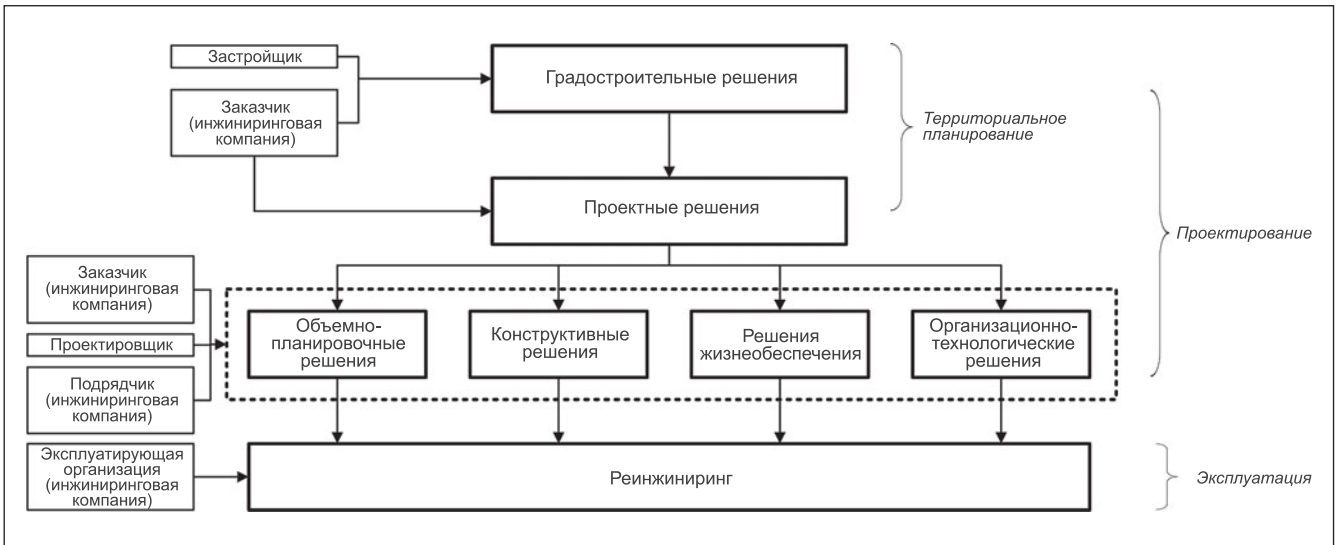 Застройщик
Градостроительные решения
Заказчик
(инжиниринговая
компания)
Территориальное
планирование
Проектные решения
Проектирование
Заказчик
(инжиниринговая
компания)
Проектировщик
Подрядчик
(инжиниринговая
компания)
Объемно-
планировочные
решения
Конструктивные
решения
Решения
жизнеобеспечения
Организационно-
технологические
решения
Эксплуатирующая
организация
(инжиниринговая
компания)
Реинжиниринг
Эксплуатация